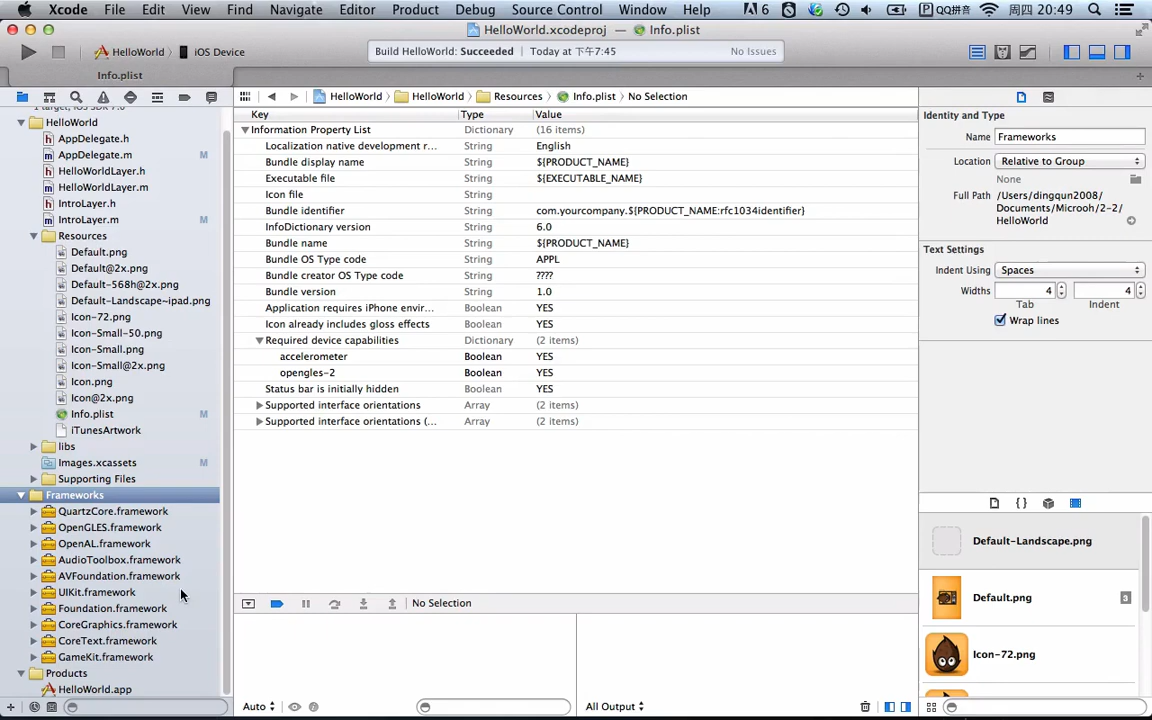 Xcode File Edit View Find Navigate Editor Product Debug Source Control Window Help 6 QQ拼音 周四 20:49
HelloWorld.xcodeproj — Info.plist
HelloWorld iOS Device
Build HelloWorld: Succeeded Today at 下午7:45 No Issues
Info.plist
HelloWorld HelloWorld Resources Info.plist No Selection
1 target, iOS SDK 7.0
HelloWorld
AppDelegate.h
AppDelegate.m M
HelloWorldLayer.h
HelloWorldLayer.m
IntroLayer.h
IntroLayer.m M
Resources
Default.png
Default@2x.png
Default-568h@2x.png
Default-Landscape~ipad.png
Icon-72.png
Icon-Small-50.png
Icon-Small.png
Icon-Small@2x.png
Icon.png
Icon@2x.png
Info.plist M
iTunesArtwork
libs
Images.xcassets M
Supporting Files
Frameworks
QuartzCore.framework
OpenGLES.framework
OpenAL.framework
AudioToolbox.framework
AVFoundation.framework
UIKit.framework
Foundation.framework
CoreGraphics.framework
CoreText.framework
GameKit.framework
Products
HelloWorld.app
Key Type Value
Information Property List Dictionary (16 items)
Localization native development r... String English
Bundle display name String ${PRODUCT_NAME}
Executable file String ${EXECUTABLE_NAME}
Icon file String
Bundle identifier String com.yourcompany.${PRODUCT_NAME:rfc1034identifier}
InfoDictionary version String 6.0
Bundle name String ${PRODUCT_NAME}
Bundle OS Type code String APPL
Bundle creator OS Type code String ????
Bundle version String 1.0
Application requires iPhone envir... Boolean YES
Icon already includes gloss effects Boolean YES
Required device capabilities Dictionary (2 items)
accelerometer Boolean YES
opengles-2 Boolean YES
Status bar is initially hidden Boolean YES
Supported interface orientations Array (2 items)
Supported interface orientations (... Array (2 items)
No Selection
Auto All Output
Identity and Type
Name Frameworks
Location Relative to Group
None
Full Path /Users/dingqun2008/
Documents/Microoh/2-2/
HelloWorld
Text Settings
Indent Using Spaces
Widths 4 4
Tab Indent
Wrap lines
Default-Landscape.png
Default.png 3
Icon-72.png